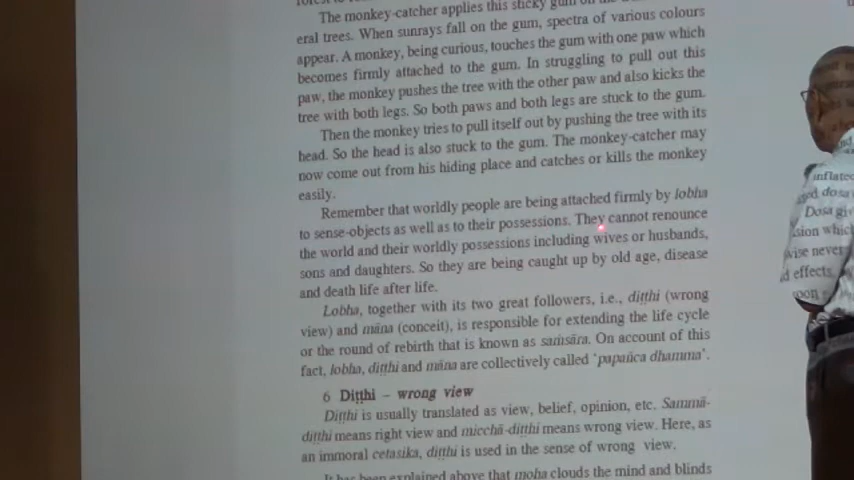 The monkey-catcher applies this sticky gum on the
eral trees. When sunrays fall on the gum, spectra of various colours
appear. A monkey, being curious, touches the gum with one paw which
becomes firmly attached to the gum. In struggling to pull out this
paw, the monkey pushes the tree with the other paw and also kicks the
tree with both legs. So both paws and both legs are stuck to the gum.
Then the monkey tries to pull itself out by pushing the tree with its
head. So the head is also stuck to the gum. The monkey-catcher may
now come out from his hiding place and catches or kills the monkey
easily.
Remember that worldly people are being attached firmly by lobha
to sense-objects as well as to their possessions. They cannot renounce
the world and their worldly possessions including wives or husbands,
sons and daughters. So they are being caught up by old age, disease
and death life after life.
Lobha, together with its two great followers, i.e., diṭṭhi (wrong
view) and māna (conceit), is responsible for extending the life cycle
or the round of rebirth that is known as saṁsāra. On account of this
fact, lobha, diṭṭhi and māna are collectively called ‘papañca dhamma’.
6 Diṭṭhi – wrong view
Diṭṭhi is usually translated as view, belief, opinion, etc. Sammā-
diṭṭhi means right view and micchā-diṭṭhi means wrong view. Here, as
an immoral cetasika, diṭṭhi is used in the sense of wrong view.
It has been explained above that moha clouds the mind and blinds
inflated
dosa
Dosa giv
sion which
wise never
d effects.
soon